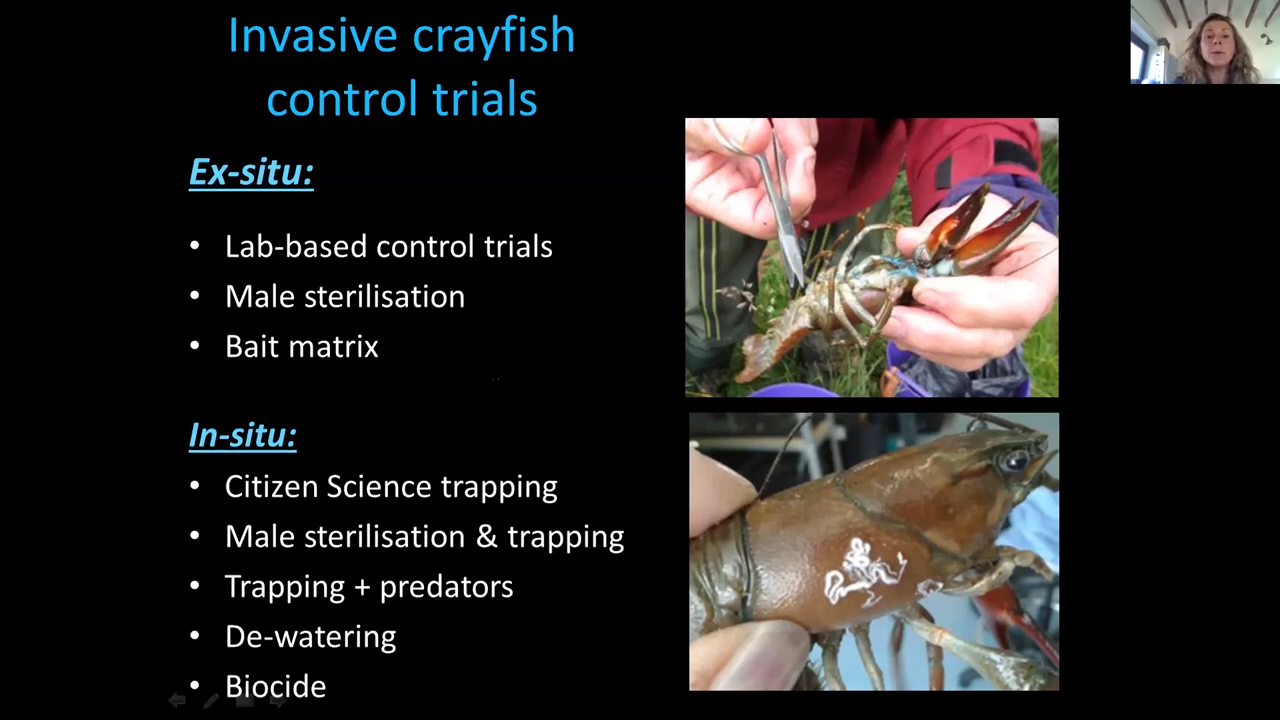 Invasive crayfish
control trials
Ex-situ:
• Lab-based control trials
• Male sterilisation
• Bait matrix
In-situ:
• Citizen Science trapping
• Male sterilisation & trapping
• Trapping + predators
• De-watering
• Biocide